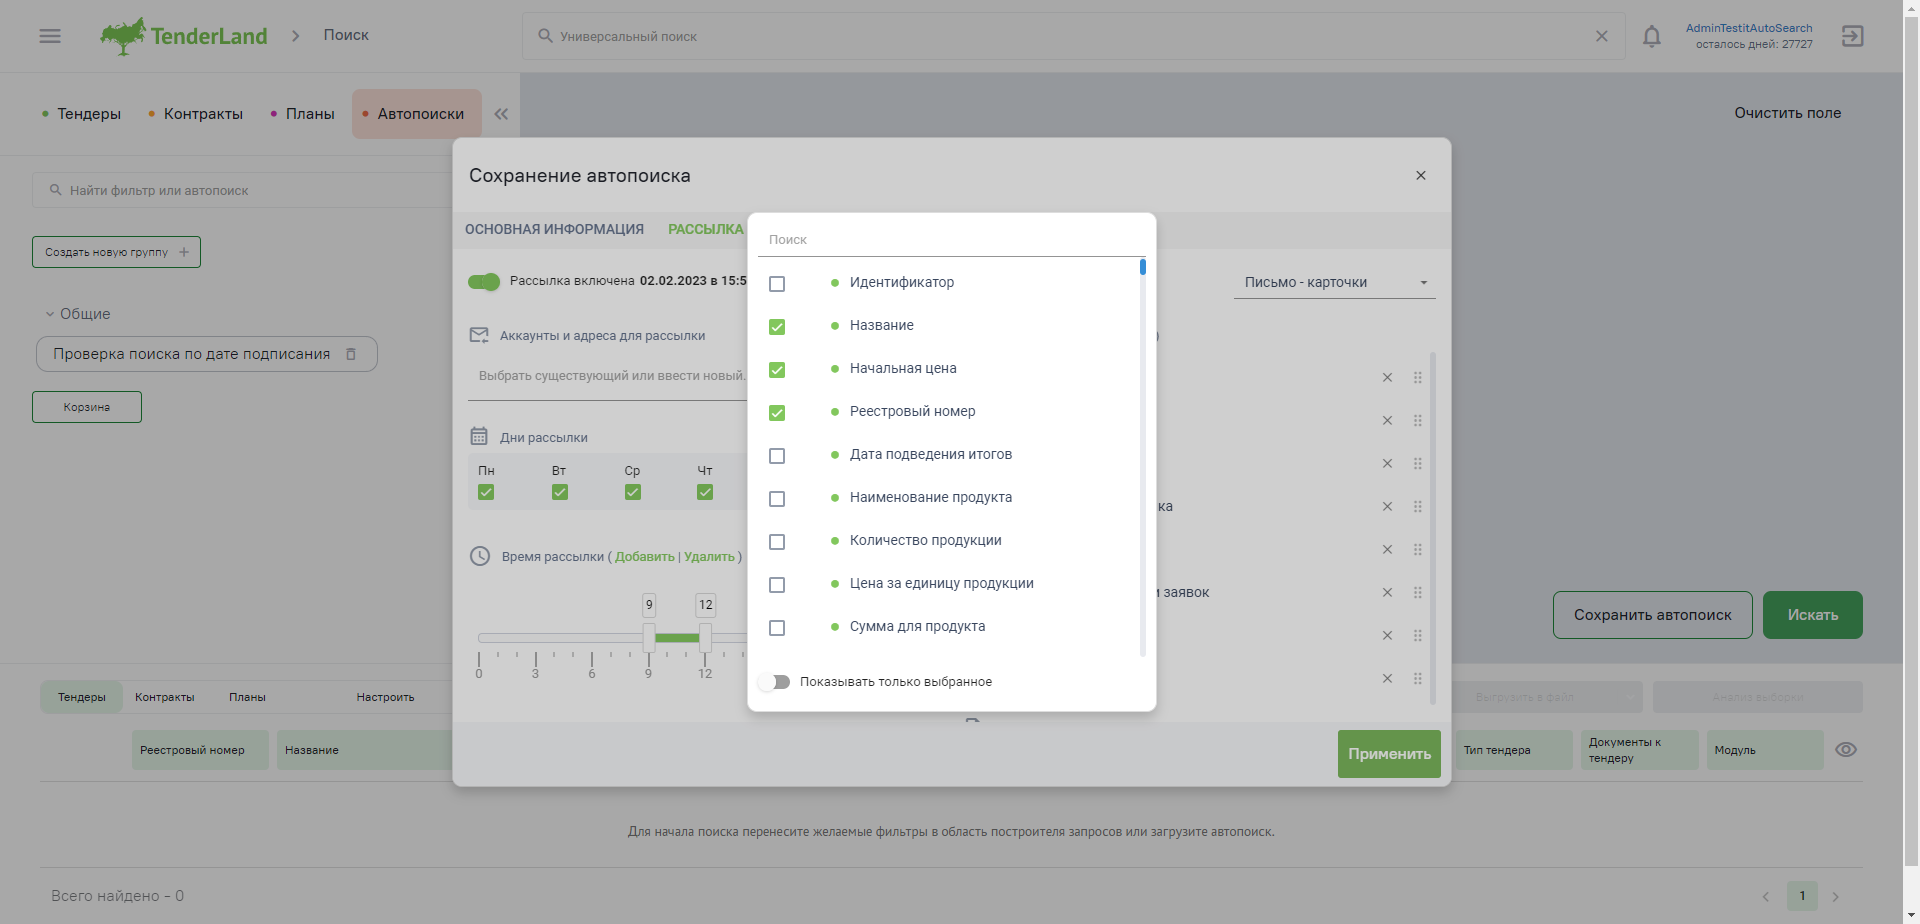 TenderLand
Поиск
Универсальный поиск
AdminTestitAutoSearch
осталось дней: 27727
Тендеры
Контракты
Планы
Автопоиски
Очистить поле
Найти фильтр или автопоиск
Создать новую группу
Общие
Проверка поиска по дате подписания
Корзина
Сохранение автопоиска
ОСНОВНАЯ ИНФОРМАЦИЯ
РАССЫЛКА
Рассылка включена 02.02.2023 в 15:5
Письмо - карточки
Аккаунты и адреса для рассылки
)
Выбрать существующий или ввести новый.
Дни рассылки
Пн Вт Ср Чт
Время рассылки ( Добавить | Удалить )
9 12
0 3 6 9 12
Поиск
Идентификатор
Название
Начальная цена
Реестровый номер
Дата подведения итогов
Наименование продукта
Количество продукции
Цена за единицу продукции
Сумма для продукта
Показывать только выбранное
ка
и заявок
Применить
Сохранить автопоиск
Искать
Тендеры
Контракты
Планы
Настроить
Выгрузить в файл
Анализ выборки
Реестровый номер
Название
Тип тендера
Документы к
тендеру
Модуль
Для начала поиска перенесите желаемые фильтры в область построителя запросов или загрузите автопоиск.
Всего найдено - 0
1